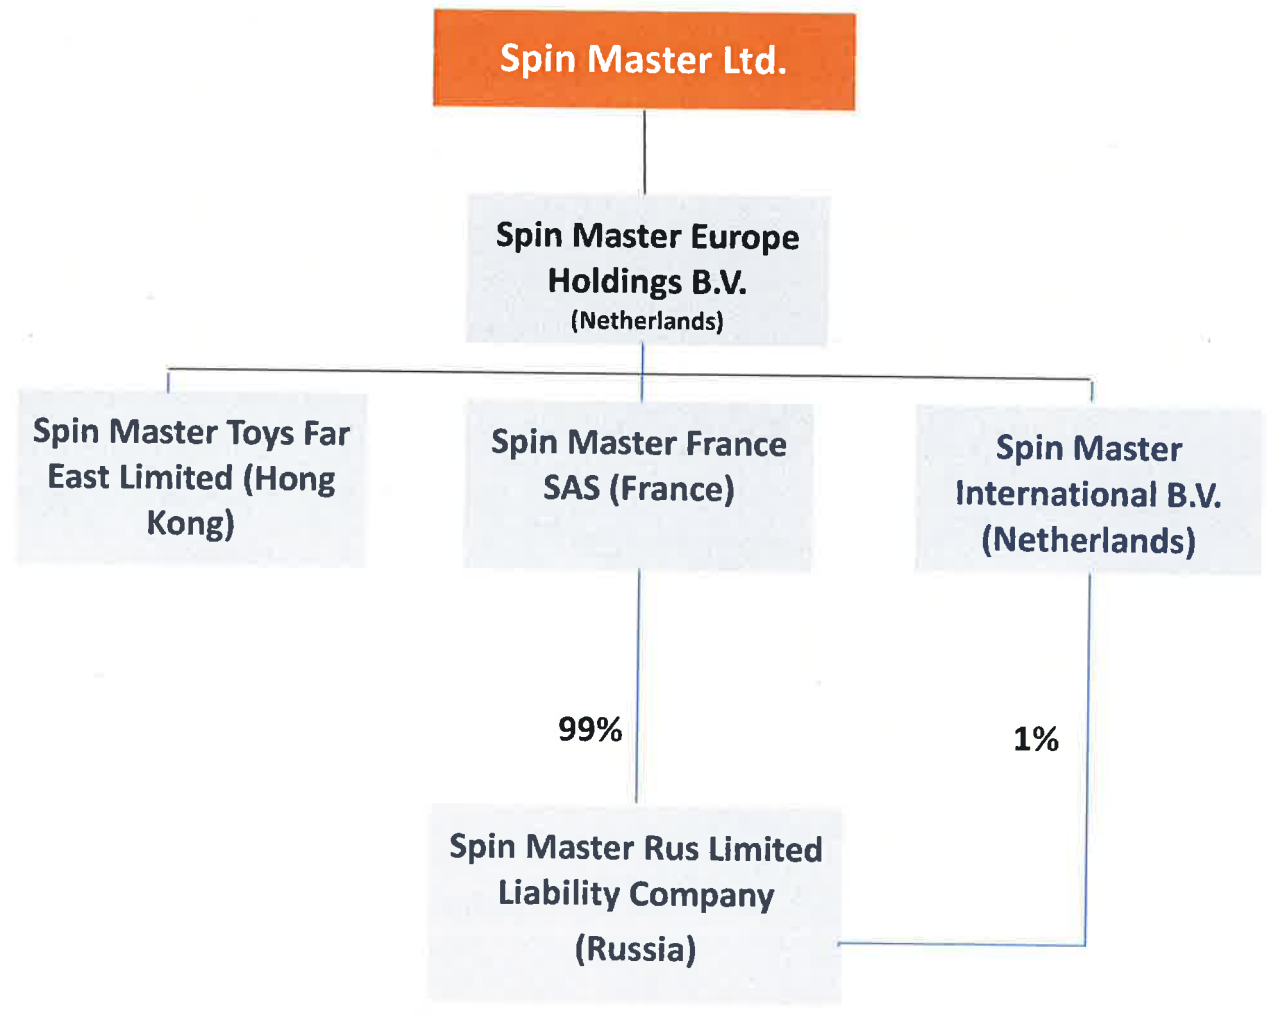 Spin Master Ltd.
Spin Master Europe
Holdings B.V.
(Netherlands)
Spin Master Toys Far
East Limited (Hong
Kong)
Spin Master France
SAS (France)
Spin Master
International B.V.
(Netherlands)
99%
1%
Spin Master Rus Limited
Liability Company
(Russia)